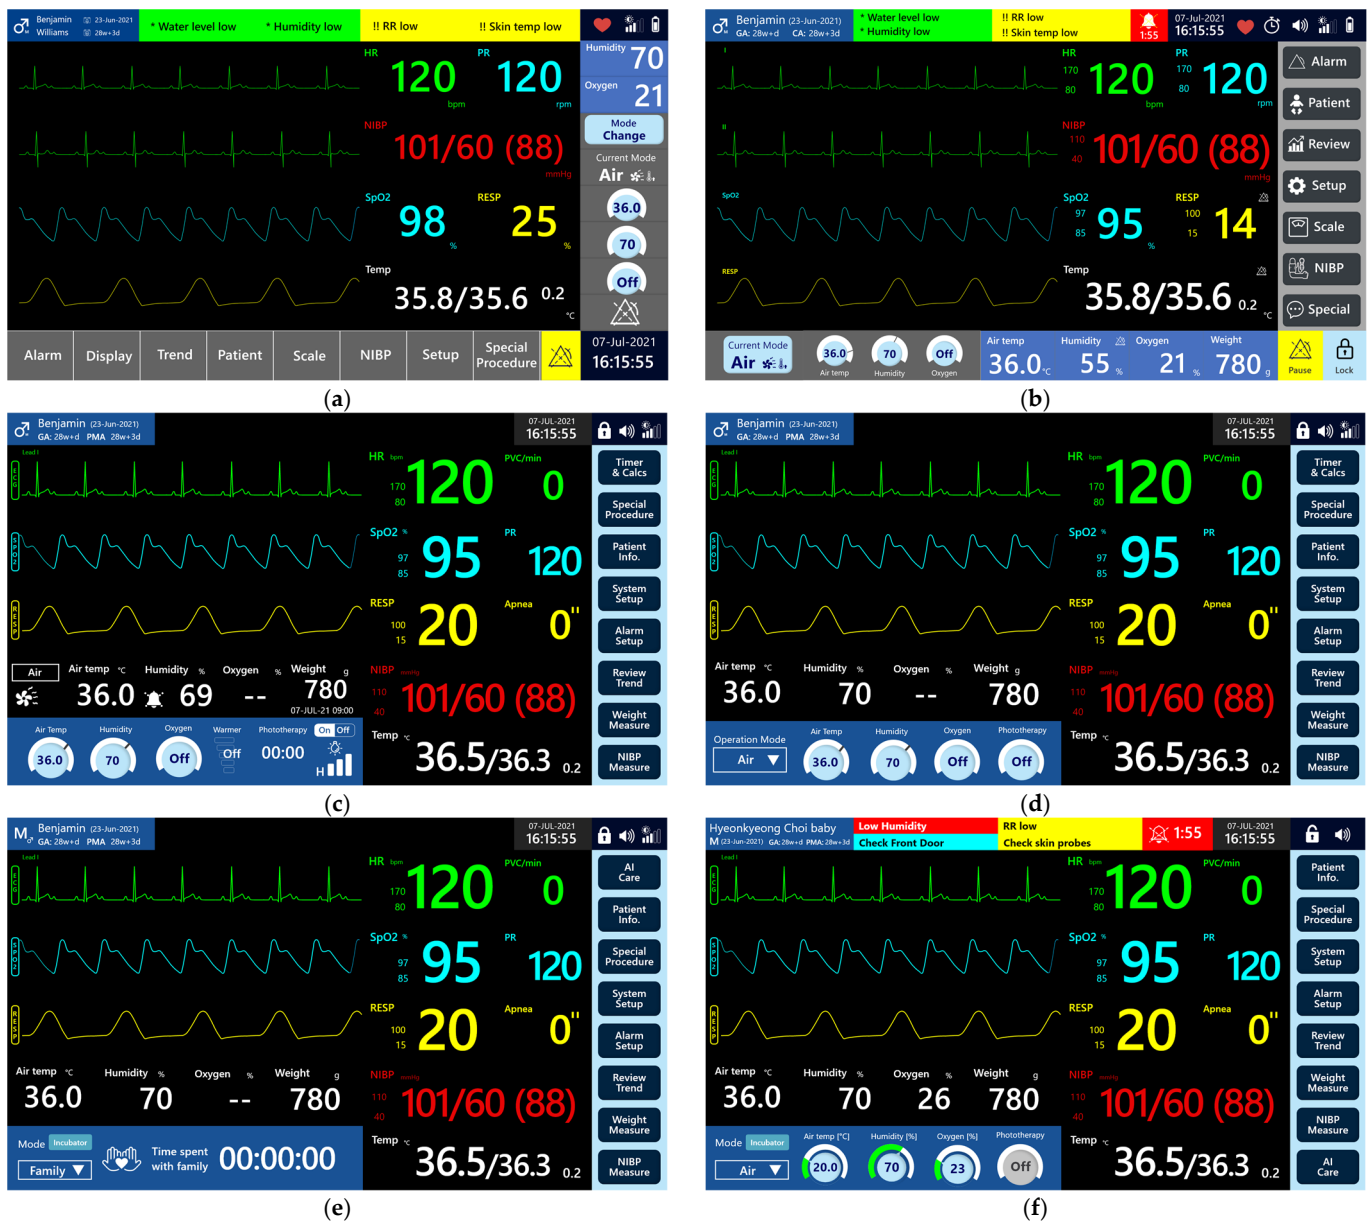 Benjamin 23-Jun-2021
Williams 28w+3d
* Water level low * Humidity low
!! RR low !! Skin temp low
Humidity 70
Oxygen 21
Mode
Change
Current Mode
Air
36.0
70
Off
HR 120 bpm
PR 120 rpm
NIBP 101/60 (88) mmHg
SpO2 98 %
RESP 25 %
Temp 35.8/35.6 0.2 °C
Alarm Display Trend Patient Scale NIBP Setup Special Procedure
07-Jul-2021
16:15:55
(a)
Benjamin (23-Jun-2021)
GA: 28w+d CA: 28w+3d
* Water level low
* Humidity low
!! RR low
!! Skin temp low
1:55
07-Jul-2021
16:15:55
I
II
SpO2
RESP
HR 170 80 120 bpm
PR 170 80 120 rpm
NIBP 110 40 101/60 (88) mmHg
SpO2 97 85 95 %
RESP 100 15 14
Temp 35.8/35.6 0.2 °C
Alarm
Patient
Review
Setup
Scale
NIBP
Special
Current Mode
Air
36.0 Air temp
70 Humidity
Off Oxygen
Air temp 36.0 °C
Humidity 55 %
Oxygen 21 %
Weight 780 g
Pause
Lock
(b)
Benjamin (23-Jun-2021)
GA: 28w+d PMA 28w+3d
07-JUL-2021
16:15:55
Lead I
ECG
SPO2
RESP
HR bpm 170 80 120
PVC/min 0
SpO2 % 97 85 95
PR 120
RESP 100 15 20
Apnea 0"
NIBP mmHg 110 40 101/60 (88)
Temp °C 36.5/36.3 0.2
Air
Air temp °C 36.0
Humidity % 69
Oxygen % --
Weight g 780
07-JUL-21 09:00
Air Temp 36.0
Humidity 70
Oxygen Off
Warmer Off
Phototherapy 00:00
On Off
H
Timer
& Calcs
Special
Procedure
Patient
Info.
System
Setup
Alarm
Setup
Review
Trend
Weight
Measure
NIBP
Measure
(c)
Benjamin (23-Jun-2021)
GA: 28w+d PMA 28w+3d
07-JUL-2021
16:15:55
Lead I
ECG
SPO2
RESP
HR bpm 170 80 120
PVC/min 0
SpO2 % 97 85 95
PR 120
RESP 100 15 20
Apnea 0"
NIBP mmHg 110 40 101/60 (88)
Temp °C 36.5/36.3 0.2
Air temp °C 36.0
Humidity % 70
Oxygen % --
Weight g 780
Operation Mode
Air
Air Temp 36.0
Humidity 70
Oxygen Off
Phototherapy Off
Timer
& Calcs
Special
Procedure
Patient
Info.
System
Setup
Alarm
Setup
Review
Trend
Weight
Measure
NIBP
Measure
(d)
M Benjamin (23-Jun-2021)
GA: 28w+d PMA 28w+3d
07-JUL-2021
16:15:55
Lead I
ECG
SPO2
RESP
HR bpm 170 80 120
PVC/min 0
SpO2 % 97 85 95
PR 120
RESP 100 15 20
Apnea 0"
NIBP mmHg 110 40 101/60 (88)
Temp °C 36.5/36.3 0.2
Air temp °C 36.0
Humidity % 70
Oxygen % --
Weight g 780
Mode Incubator
Family
Time spent
with family
00:00:00
AI
Care
Patient
Info.
Special
Procedure
System
Setup
Alarm
Setup
Review
Trend
Weight
Measure
NIBP
Measure
(e)
Hyeonkyeong Choi baby
M (23-Jun-2021) GA: 28w+d PMA: 28w+3d
Low Humidity
Check Front Door
RR low
Check skin probes
1:55
07-JUL-2021
16:15:55
Lead I
ECG
SPO2
RESP
HR bpm 170 80 120
PVC/min 0
SpO2 % 97 85 95
PR 120
RESP 100 15 20
Apnea 0"
NIBP mmHg 110 40 101/60 (88)
Temp °C 36.5/36.3 0.2
Air temp °C 36.0
Humidity % 70
Oxygen % 26
Weight g 780
Mode Incubator
Air
Air temp [°C] 20.0
Humidity [%] 70
Oxygen [%] 23
Phototherapy Off
Patient
Info.
Special
Procedure
System
Setup
Alarm
Setup
Review
Trend
Weight
Measure
NIBP
Measure
AI
Care
(f)